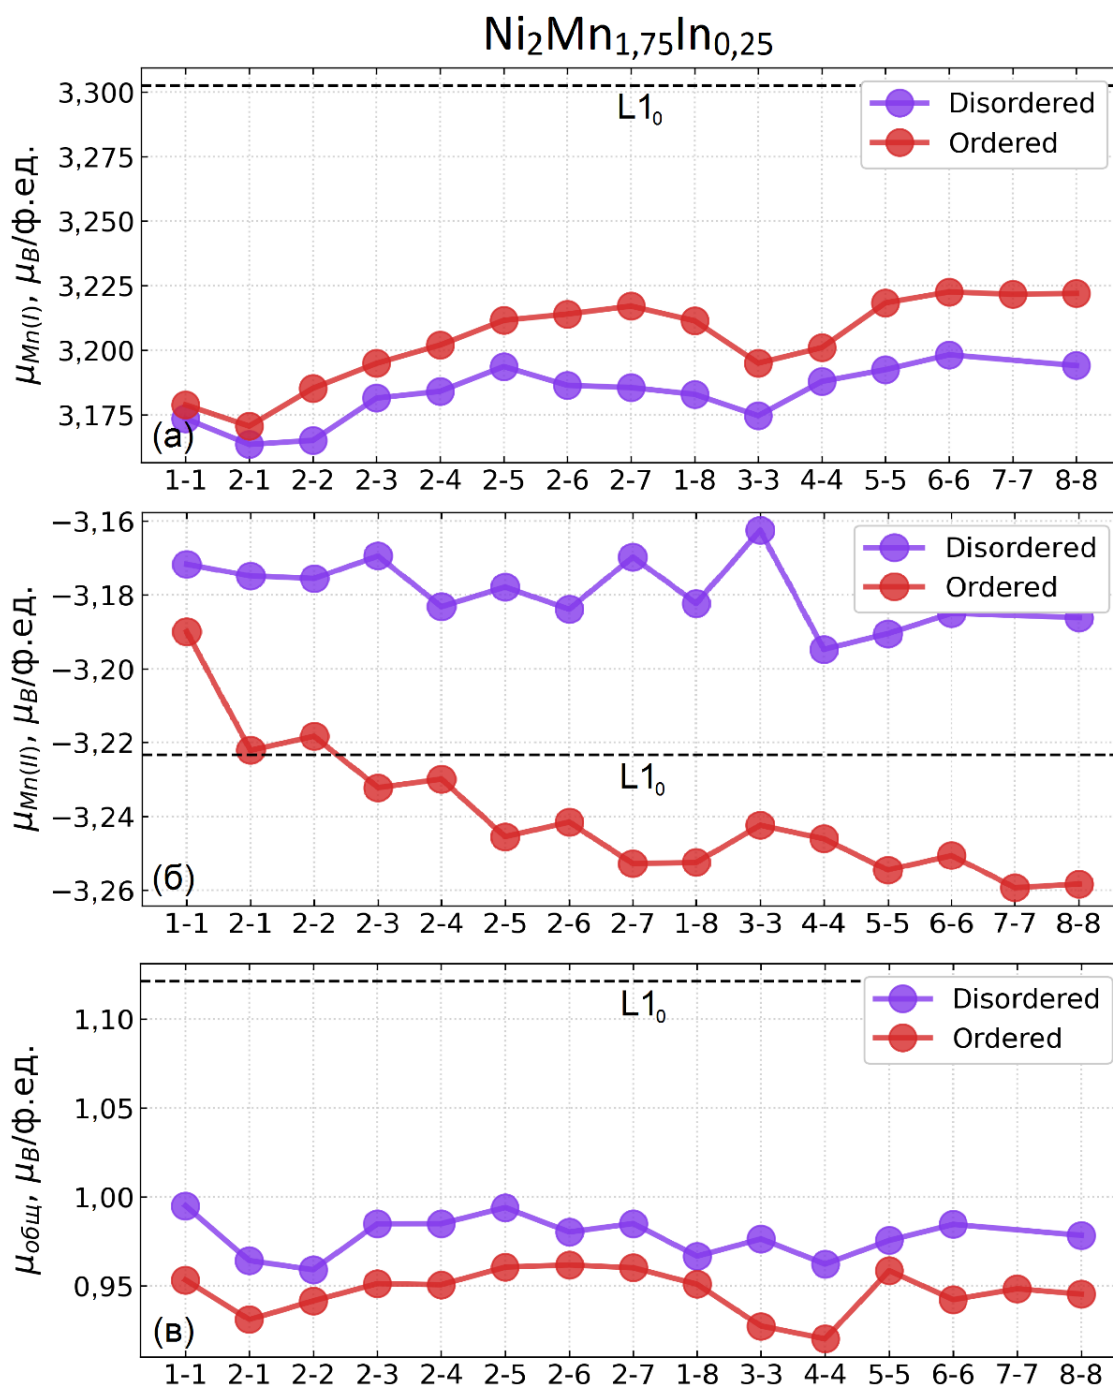 Ni₂Mn₁,₇₅In₀,₂₅
3,300
3,275
3,250
3,225
3,200
3,175
μMn(I), μB/ф.ед.
L1₀
Disordered
Ordered
(а)
1-1 2-1 2-2 2-3 2-4 2-5 2-6 2-7 1-8 3-3 4-4 5-5 6-6 7-7 8-8
−3,16
−3,18
−3,20
−3,22
−3,24
−3,26
μMn(II), μB/ф.ед.
Disordered
Ordered
L1₀
(б)
1-1 2-1 2-2 2-3 2-4 2-5 2-6 2-7 1-8 3-3 4-4 5-5 6-6 7-7 8-8
1,10
1,05
1,00
0,95
μобщ, μB/ф.ед.
L1₀
Disordered
Ordered
(в)
1-1 2-1 2-2 2-3 2-4 2-5 2-6 2-7 1-8 3-3 4-4 5-5 6-6 7-7 8-8